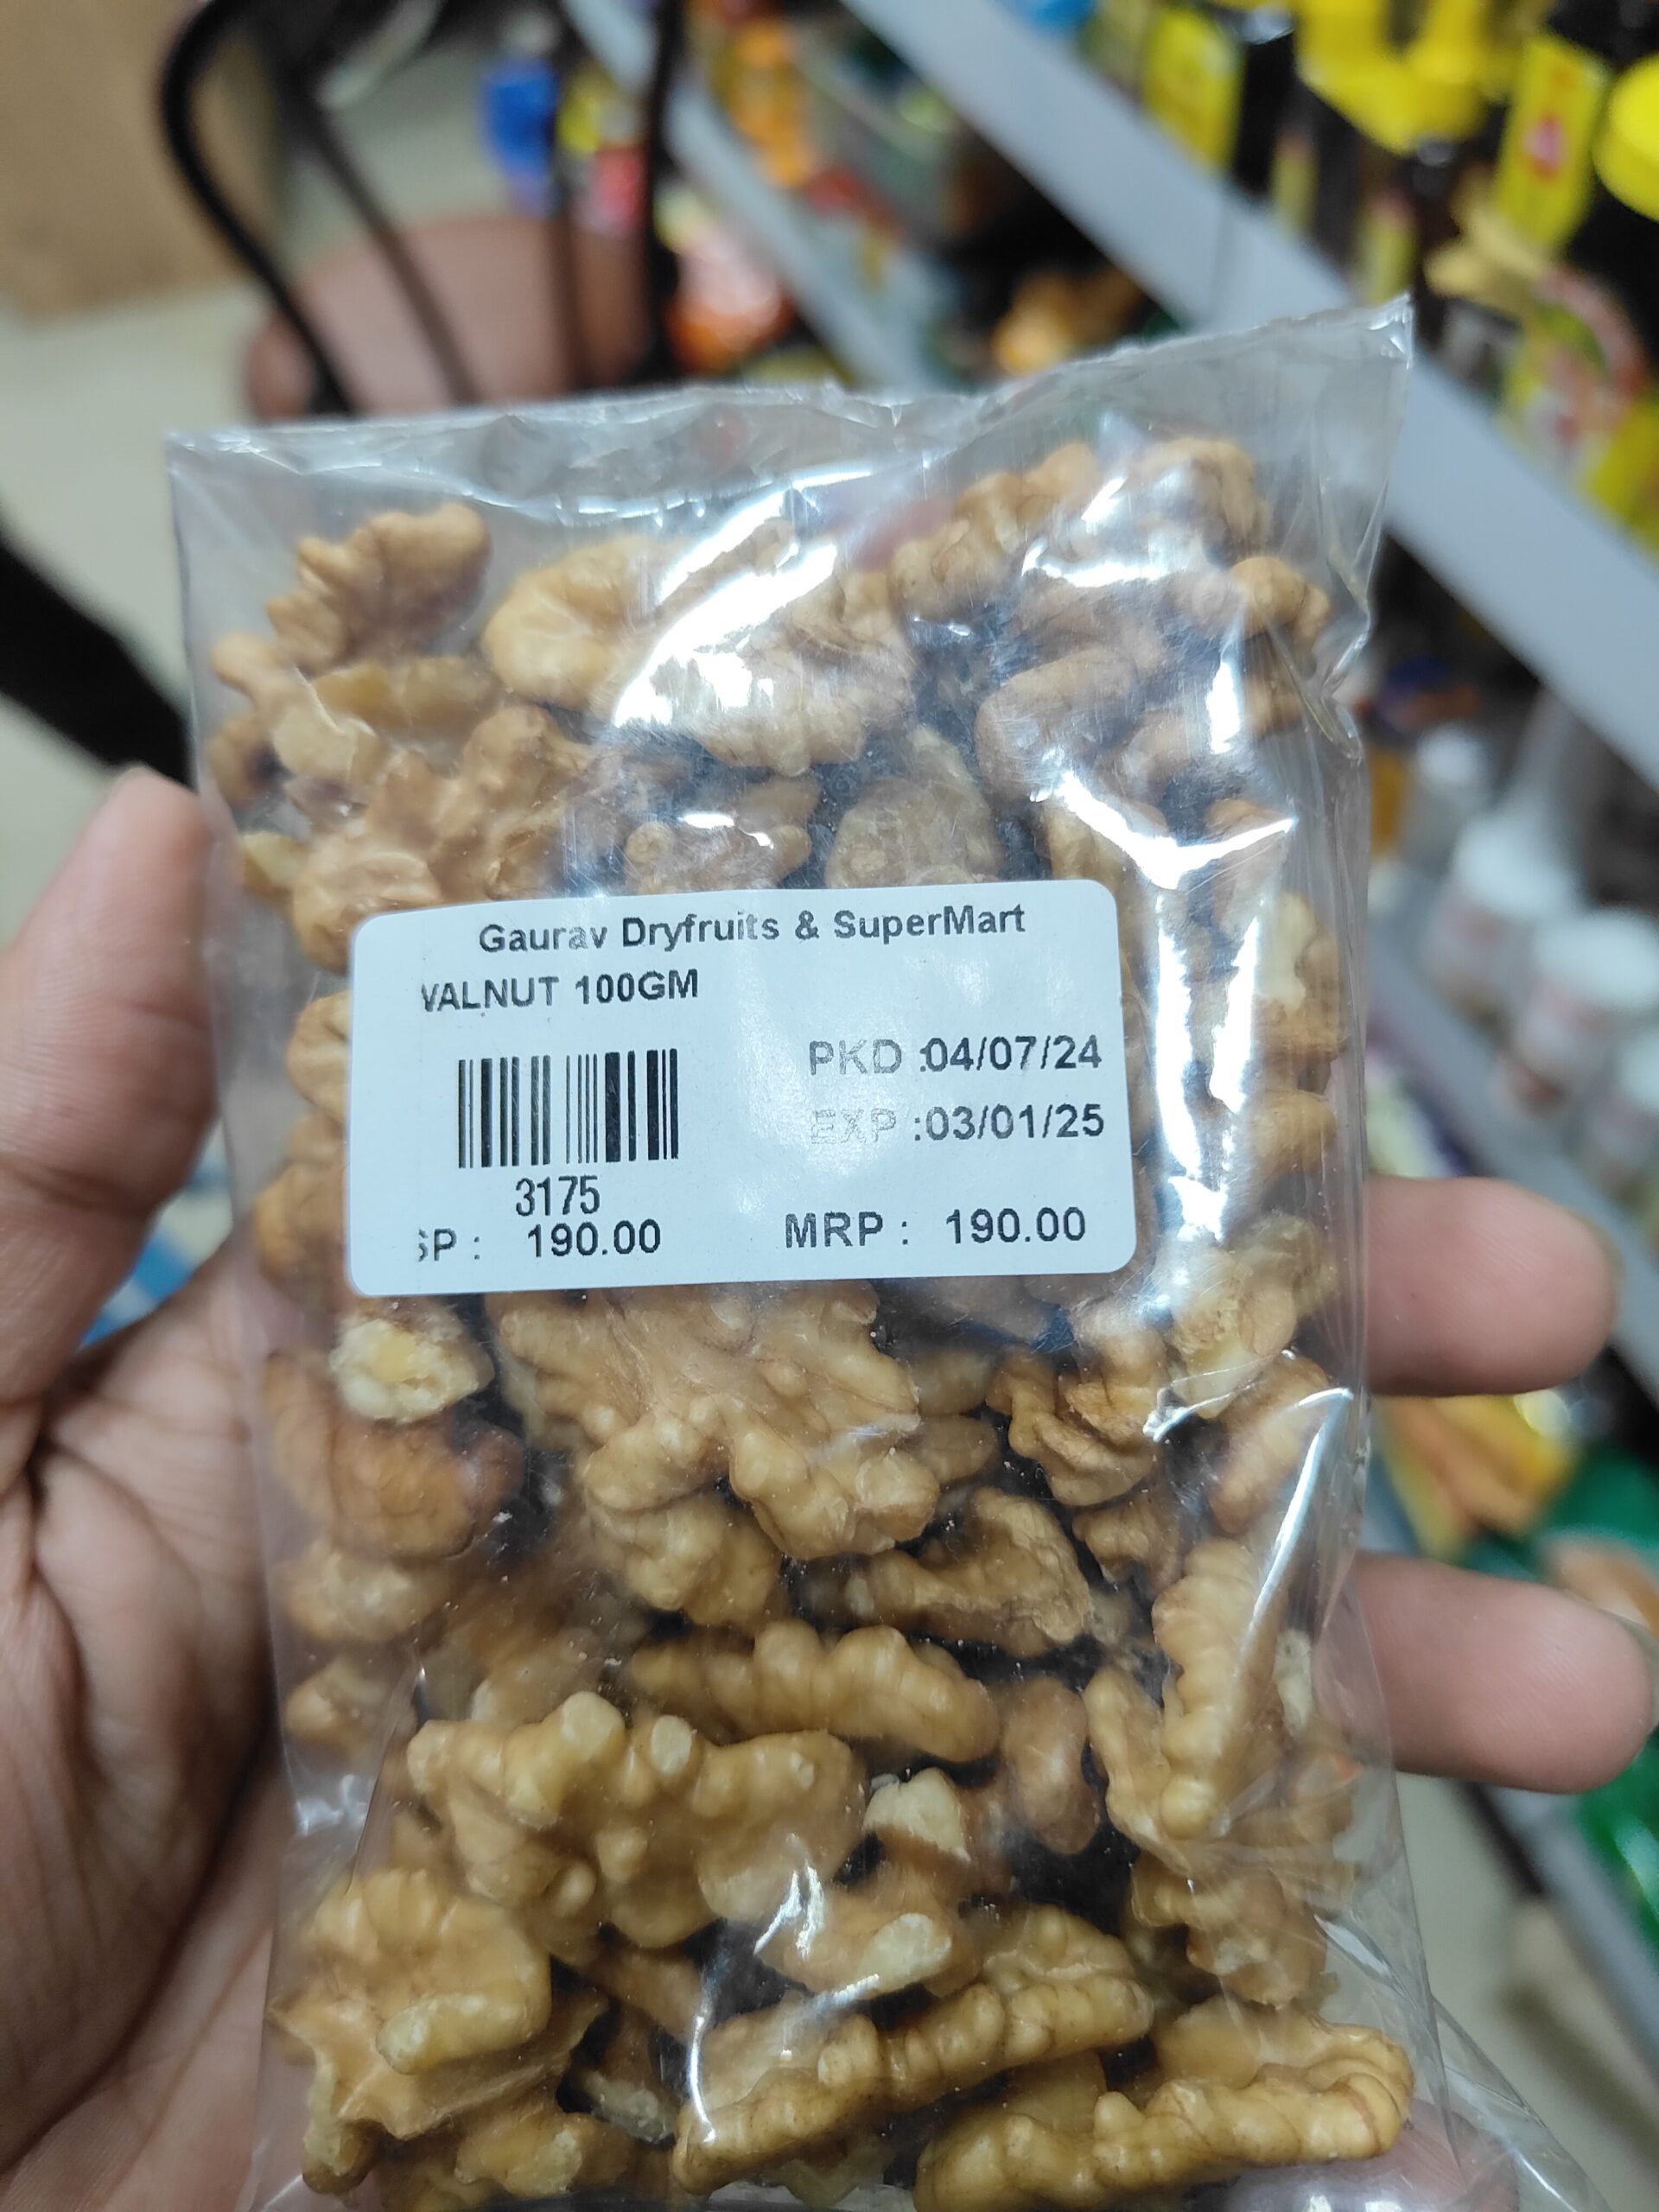 Gaurav Dryfruits & SuperMart
VALNUT 100GM
PKD :04/07/24
EXP :03/01/25
3175
SP : 190.00 MRP : 190.00